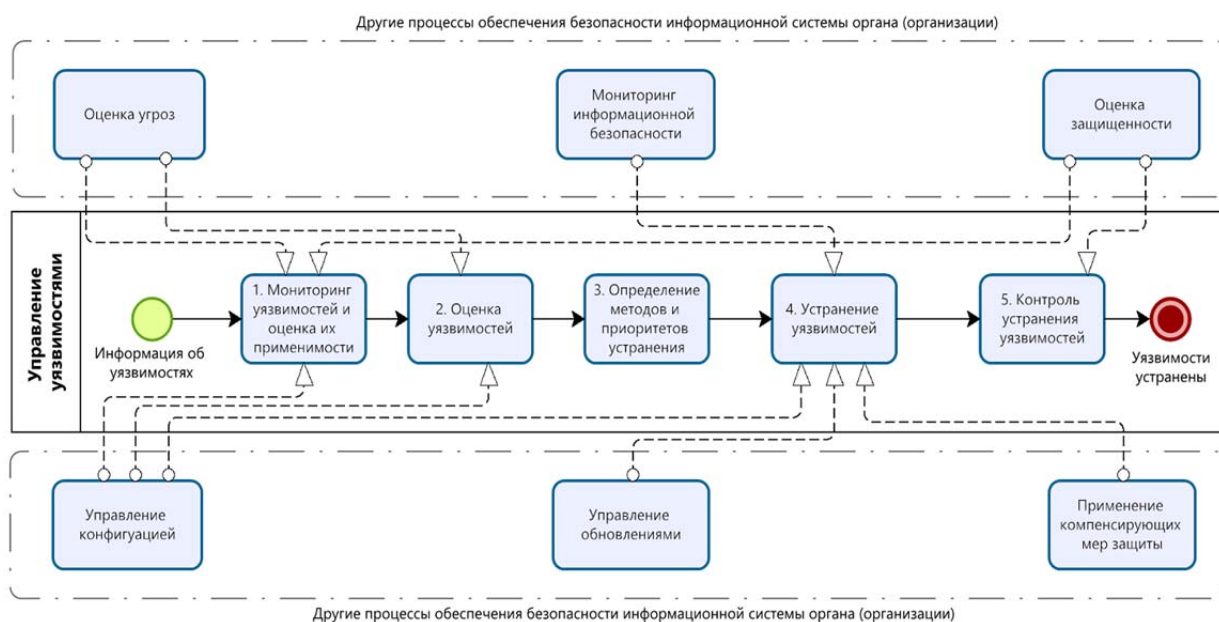 Другие процессы обеспечения безопасности информационной системы органа (организации)
Оценка угроз
Мониторинг
информационной
безопасности
Оценка
защищенности
Управление
уязвимостями
Информация об
уязвимостях
1. Мониторинг
уязвимостей и
оценка их
применимости
2. Оценка
уязвимостей
3. Определение
методов и
приоритетов
устранения
4. Устранение
уязвимостей
5. Контроль
устранения
уязвимостей
Уязвимости
устранены
Управление
конфигуацией
Управление
обновлениями
Применение
компенсирующих
мер защиты
Другие процессы обеспечения безопасности информационной системы органа (организации)